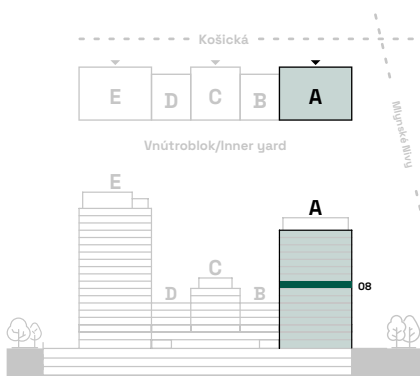 Košická
E D C B A
Mlynské Nivy
Vnútroblok/Inner yard
E
A
C
D B
08